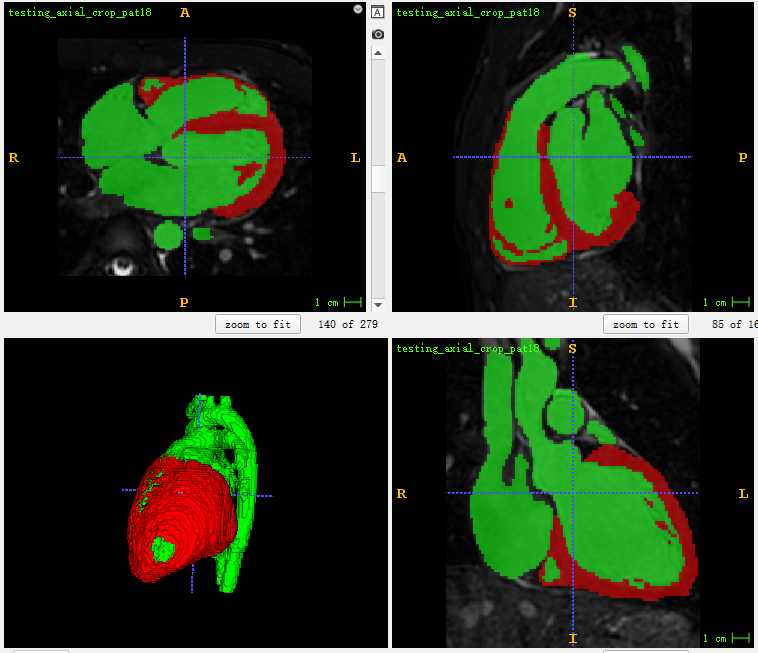 testing_axial_crop_pat18
A
A
R
L
P
1 cm
zoom to fit
140 of 279
testing_axial_crop_pat18
S
A
P
I
1 cm
zoom to fit
85 of 16
testing_axial_crop_pat18
S
R
L
I
1 cm